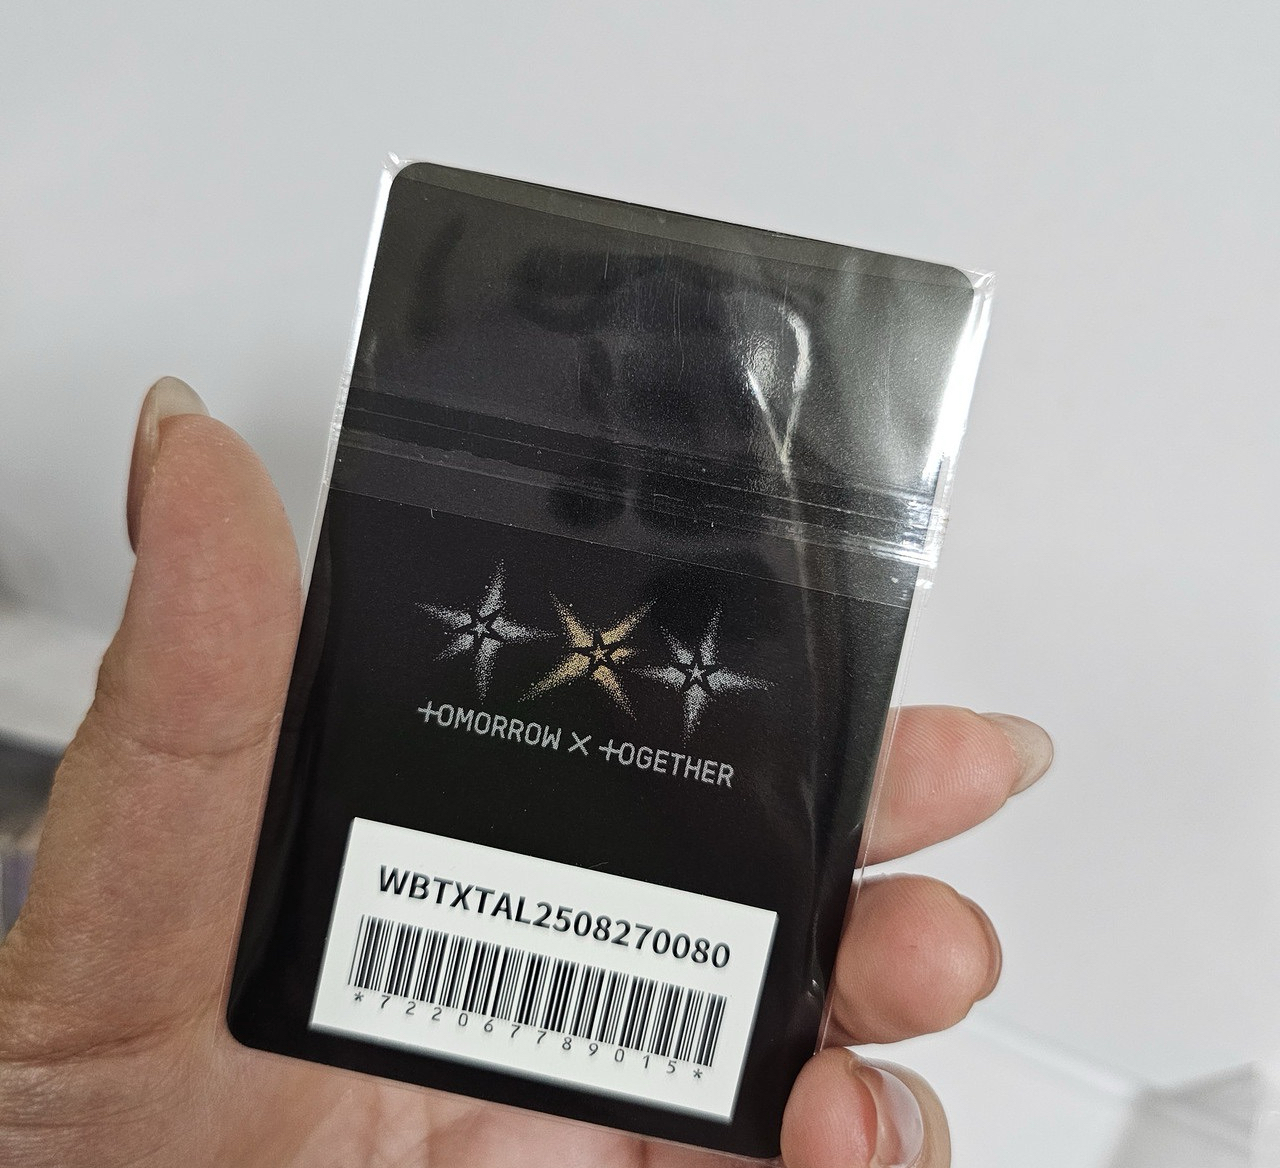 TOMORROW X TOGETHER
WBTXTAL2508270080
*722067789015*